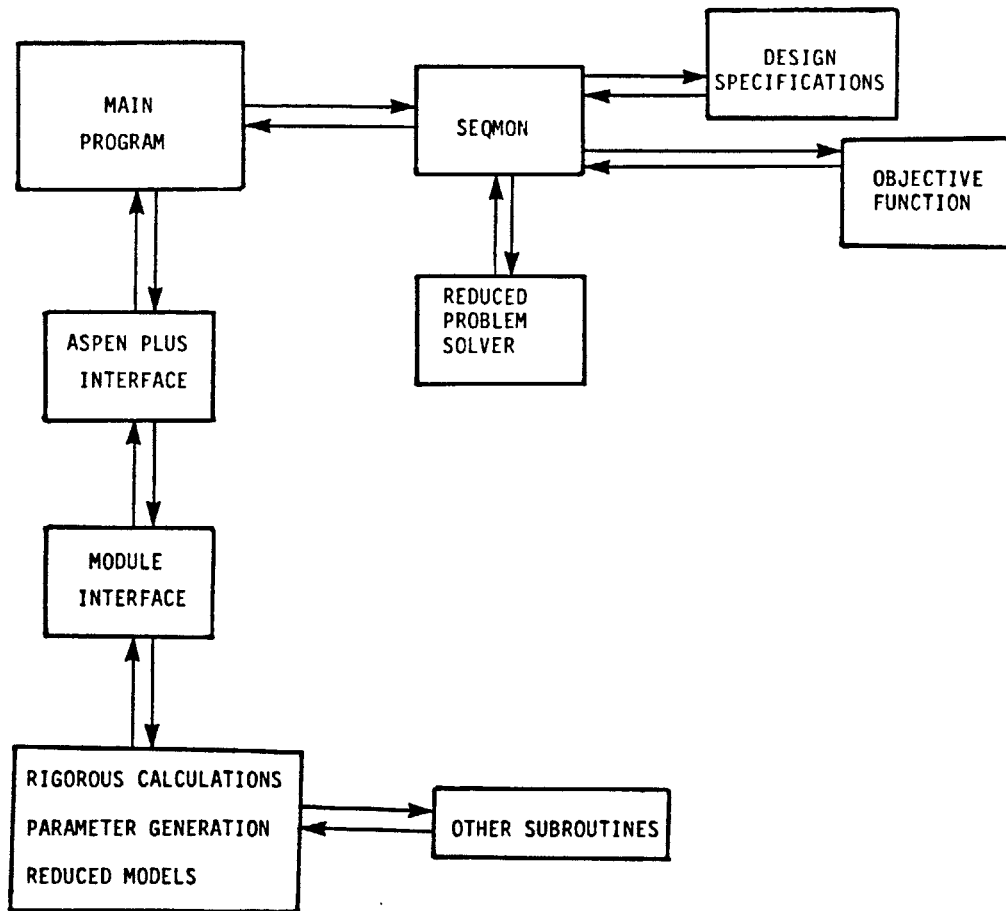 MAIN
PROGRAM
SEQMON
DESIGN
SPECIFICATIONS
OBJECTIVE
FUNCTION
REDUCED
PROBLEM
SOLVER
ASPEN PLUS
INTERFACE
MODULE
INTERFACE
RIGOROUS CALCULATIONS
PARAMETER GENERATION
REDUCED MODELS
OTHER SUBROUTINES